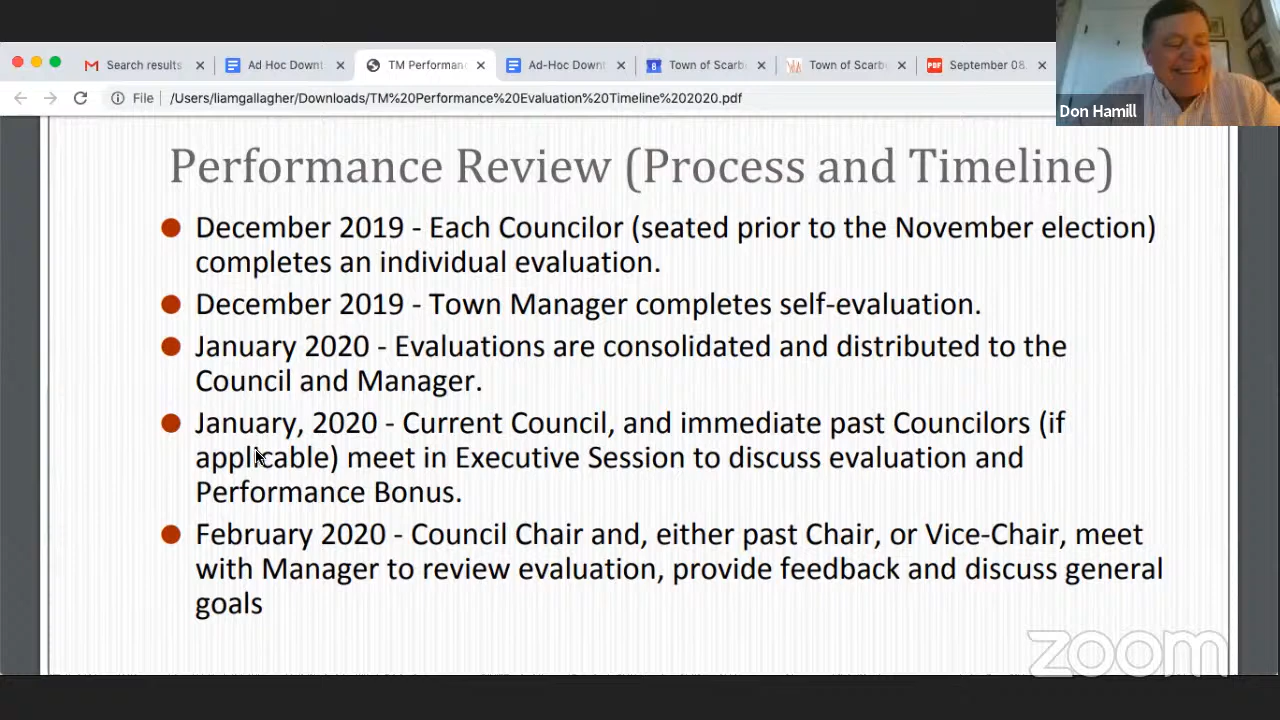 Search results
Ad Hoc Downt
TM Performanc
Ad-Hoc Downt
Town of Scarb
Town of Scarb
September 08,
File
/Users/liamgallagher/Downloads/TM%20Performance%20Evaluation%20Timeline%202020.pdf
Don Hamill
Performance Review (Process and Timeline)
December 2019 - Each Councilor (seated prior to the November election)
completes an individual evaluation.
December 2019 - Town Manager completes self-evaluation.
January 2020 - Evaluations are consolidated and distributed to the
Council and Manager.
January, 2020 - Current Council, and immediate past Councilors (if
applicable) meet in Executive Session to discuss evaluation and
Performance Bonus.
February 2020 - Council Chair and, either past Chair, or Vice-Chair, meet
with Manager to review evaluation, provide feedback and discuss general
goals
zoom